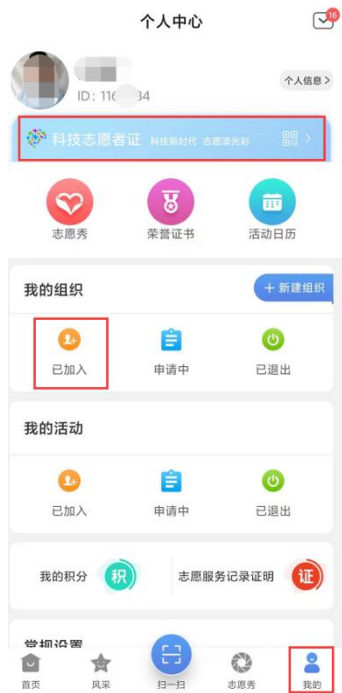 个人中心
16
个人信息 >
ID: 116 34
科技志愿者证 科技新时代 志愿添光彩 >
志愿秀 荣誉证书 活动日历
我的组织 + 新建组织
已加入 申请中 已退出
我的活动
已加入 申请中 已退出
我的积分 积 志愿服务记录证明 证
常规设置
首页 风采 扫一扫 志愿秀 我的